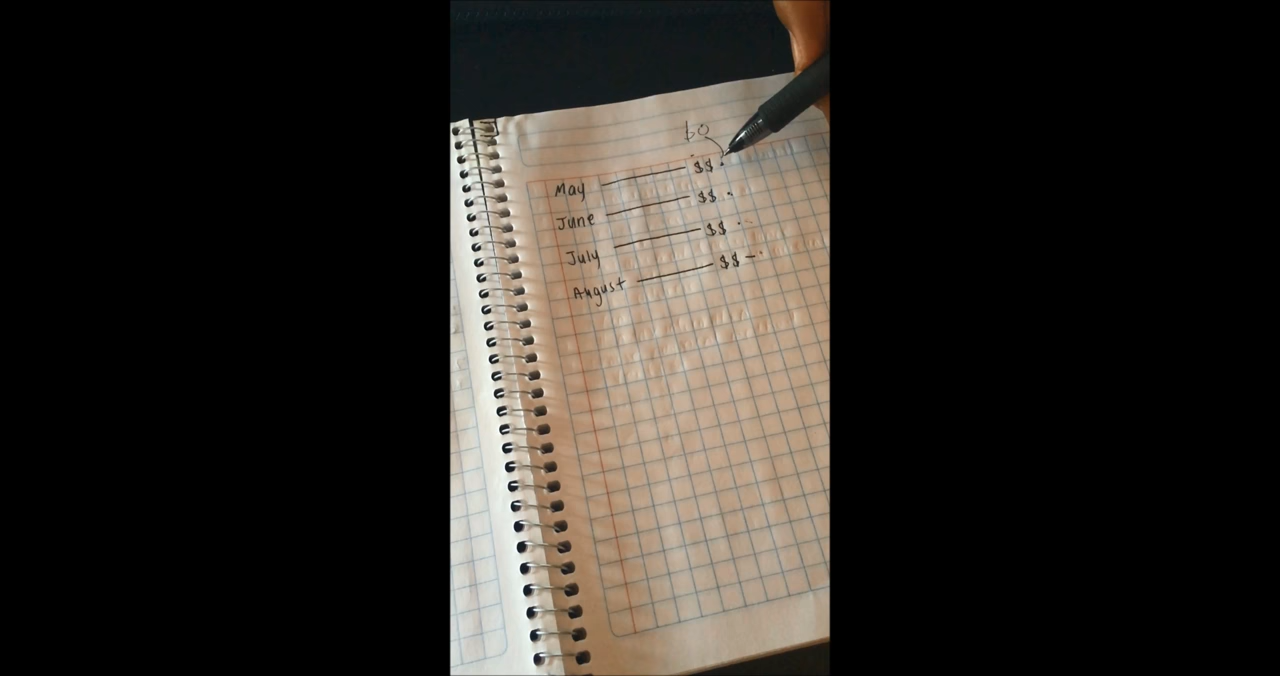 60
May — $$ .
June — $$ .
July — $$ .
August — $$ — .